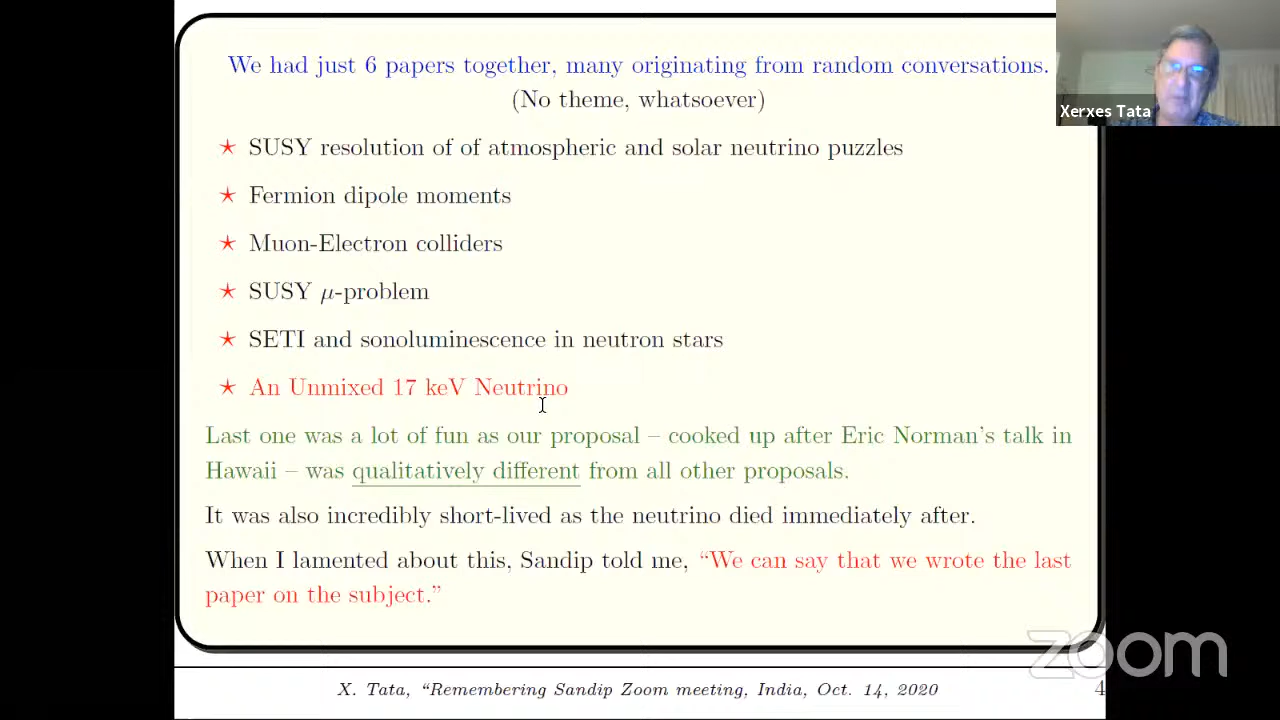 We had just 6 papers together, many originating from random conversations.
(No theme, whatsoever)
Xerxes Tata
★ SUSY resolution of of atmospheric and solar neutrino puzzles
★ Fermion dipole moments
★ Muon-Electron colliders
★ SUSY μ-problem
★ SETI and sonoluminescence in neutron stars
★ An Unmixed 17 keV Neutrino
Last one was a lot of fun as our proposal – cooked up after Eric Norman's talk in
Hawaii – was qualitatively different from all other proposals.
It was also incredibly short-lived as the neutrino died immediately after.
When I lamented about this, Sandip told me, “We can say that we wrote the last
paper on the subject.”
zoom
X. Tata, “Remembering Sandip Zoom meeting, India, Oct. 14, 2020
4